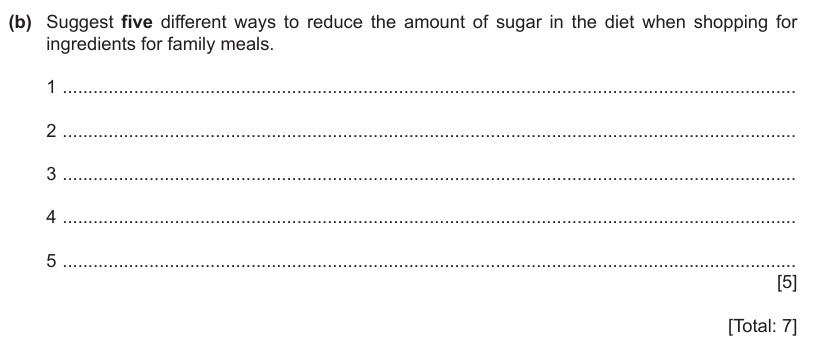 (b) Suggest five different ways to reduce the amount of sugar in the diet when shopping for
ingredients for family meals.
1 ....................................................................................................
2 ....................................................................................................
3 ....................................................................................................
4 ....................................................................................................
5 ....................................................................................................
[5]
[Total: 7]